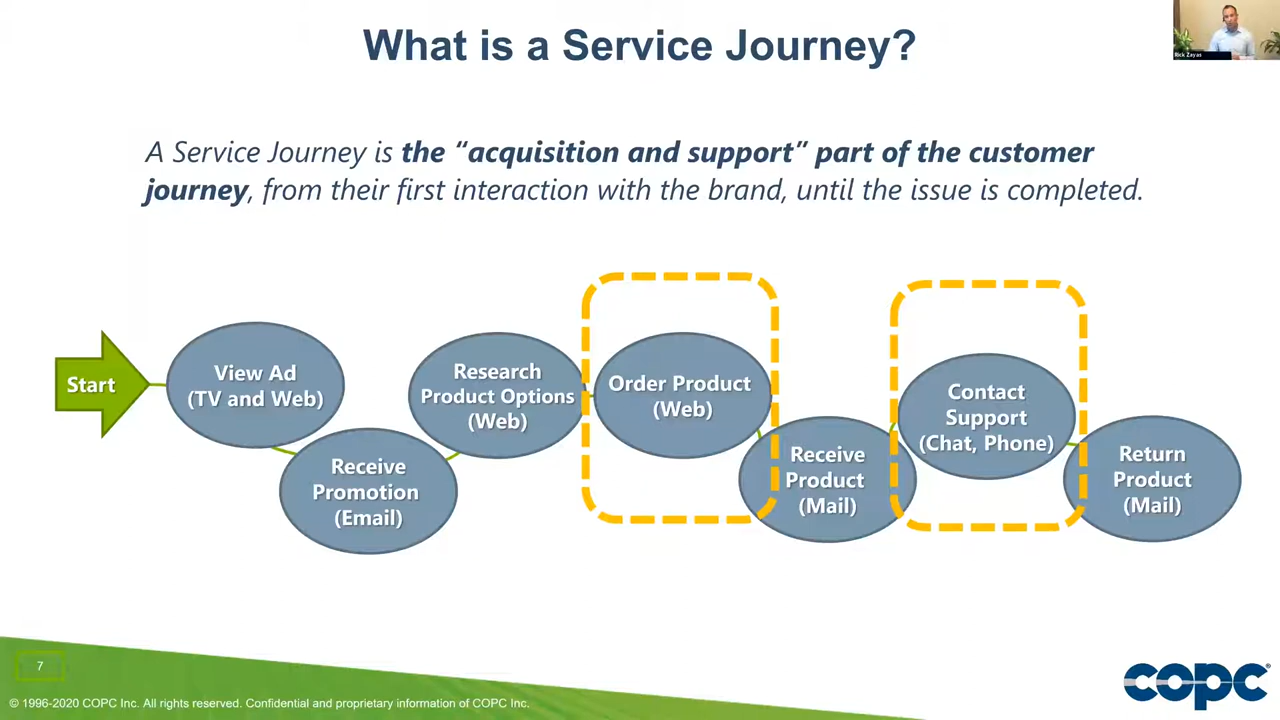 What is a Service Journey?
Rick Zayas
A Service Journey is the “acquisition and support” part of the customer
journey, from their first interaction with the brand, until the issue is completed.
Start
View Ad
(TV and Web)
Receive
Promotion
(Email)
Research
Product Options
(Web)
Order Product
(Web)
Receive
Product
(Mail)
Contact
Support
(Chat, Phone)
Return
Product
(Mail)
7
© 1996-2020 COPC Inc. All rights reserved. Confidential and proprietary information of COPC Inc.
copc®